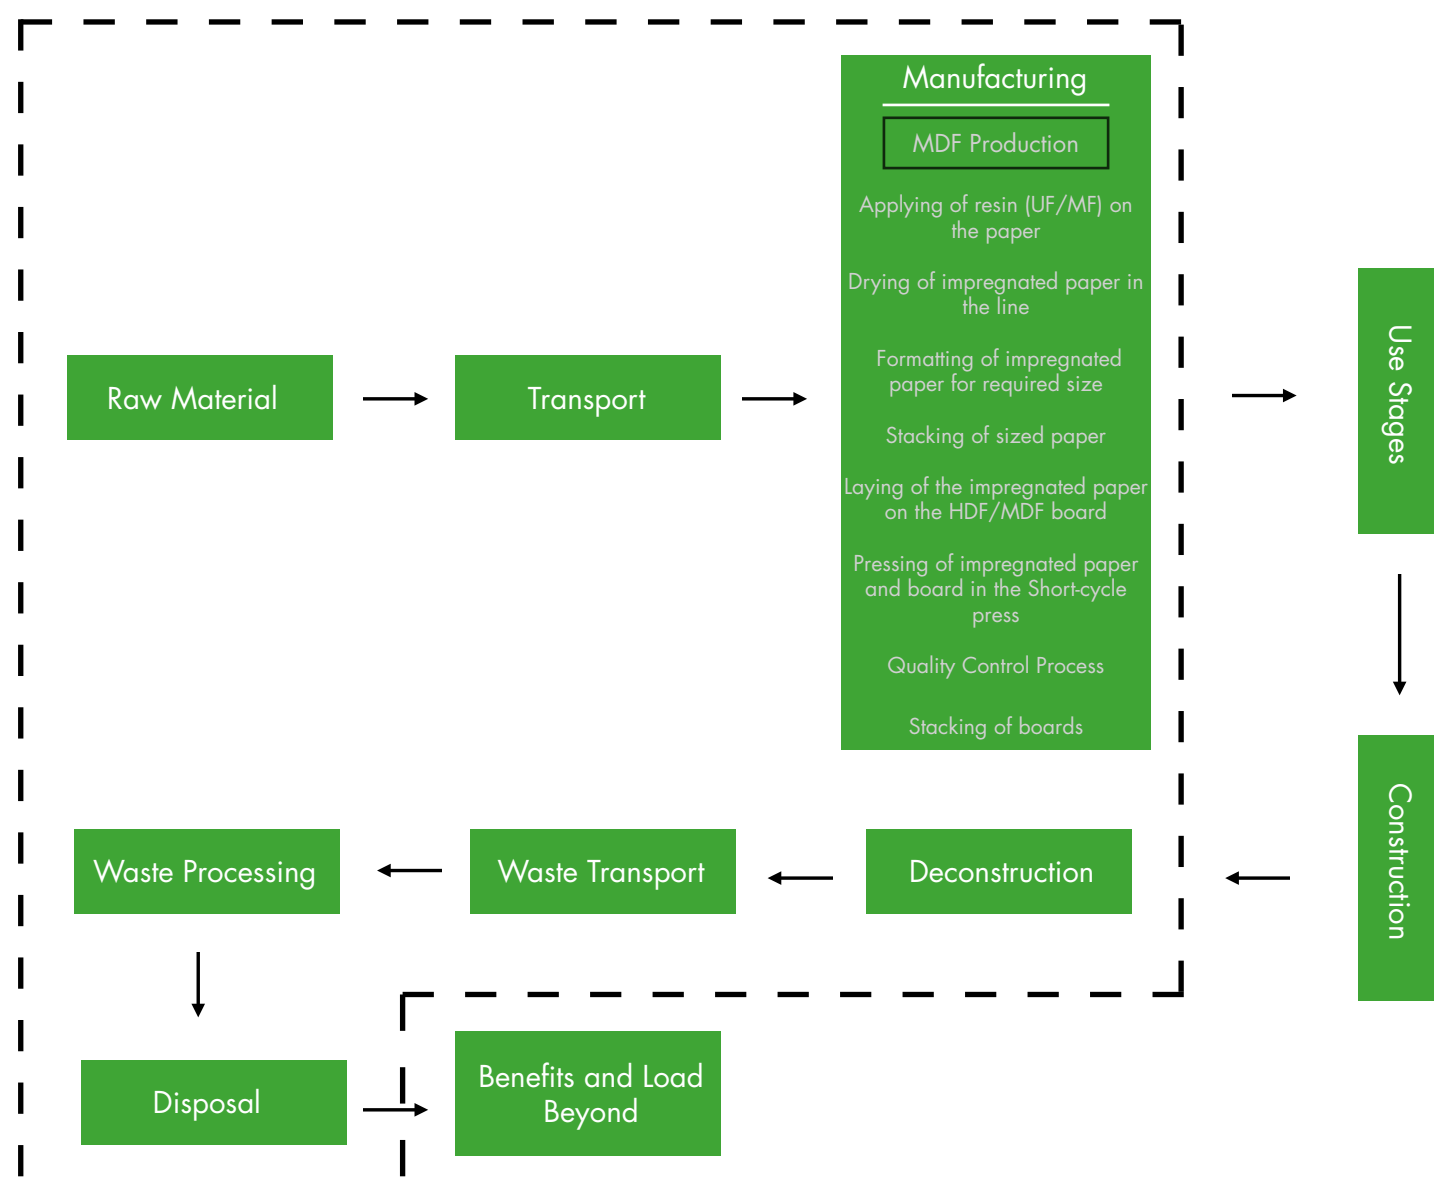 Manufacturing
MDF Production
Applying of resin (UF/MF) on
the paper
Drying of impregnated paper in
the line
Formatting of impregnated
paper for required size
Stacking of sized paper
Laying of the impregnated paper
on the HDF/MDF board
Pressing of impregnated paper
and board in the Short-cycle
press
Quality Control Process
Stacking of boards
Raw Material
Transport
Use Stages
Construction
Deconstruction
Waste Transport
Waste Processing
Disposal
Benefits and Load
Beyond